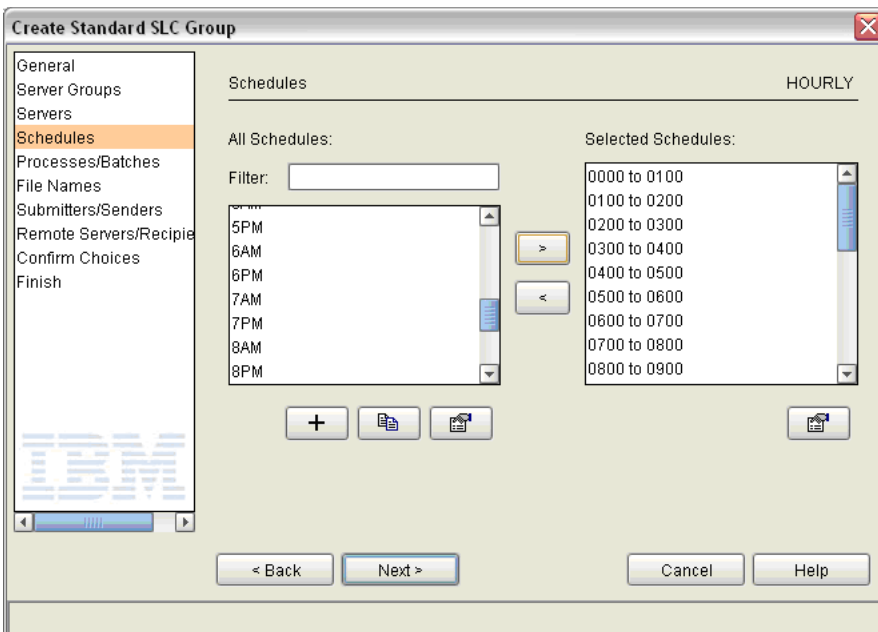 Create Standard SLC Group
General
Server Groups
Servers
Schedules
Processes/Batches
File Names
Submitters/Senders
Remote Servers/Recipie
Confirm Choices
Finish
IBM
Schedules
HOURLY
All Schedules:
Filter:
5PM
6AM
6PM
7AM
7PM
8AM
8PM
>
<
Selected Schedules:
0000 to 0100
0100 to 0200
0200 to 0300
0300 to 0400
0400 to 0500
0500 to 0600
0600 to 0700
0700 to 0800
0800 to 0900
+
< Back
Next >
Cancel
Help